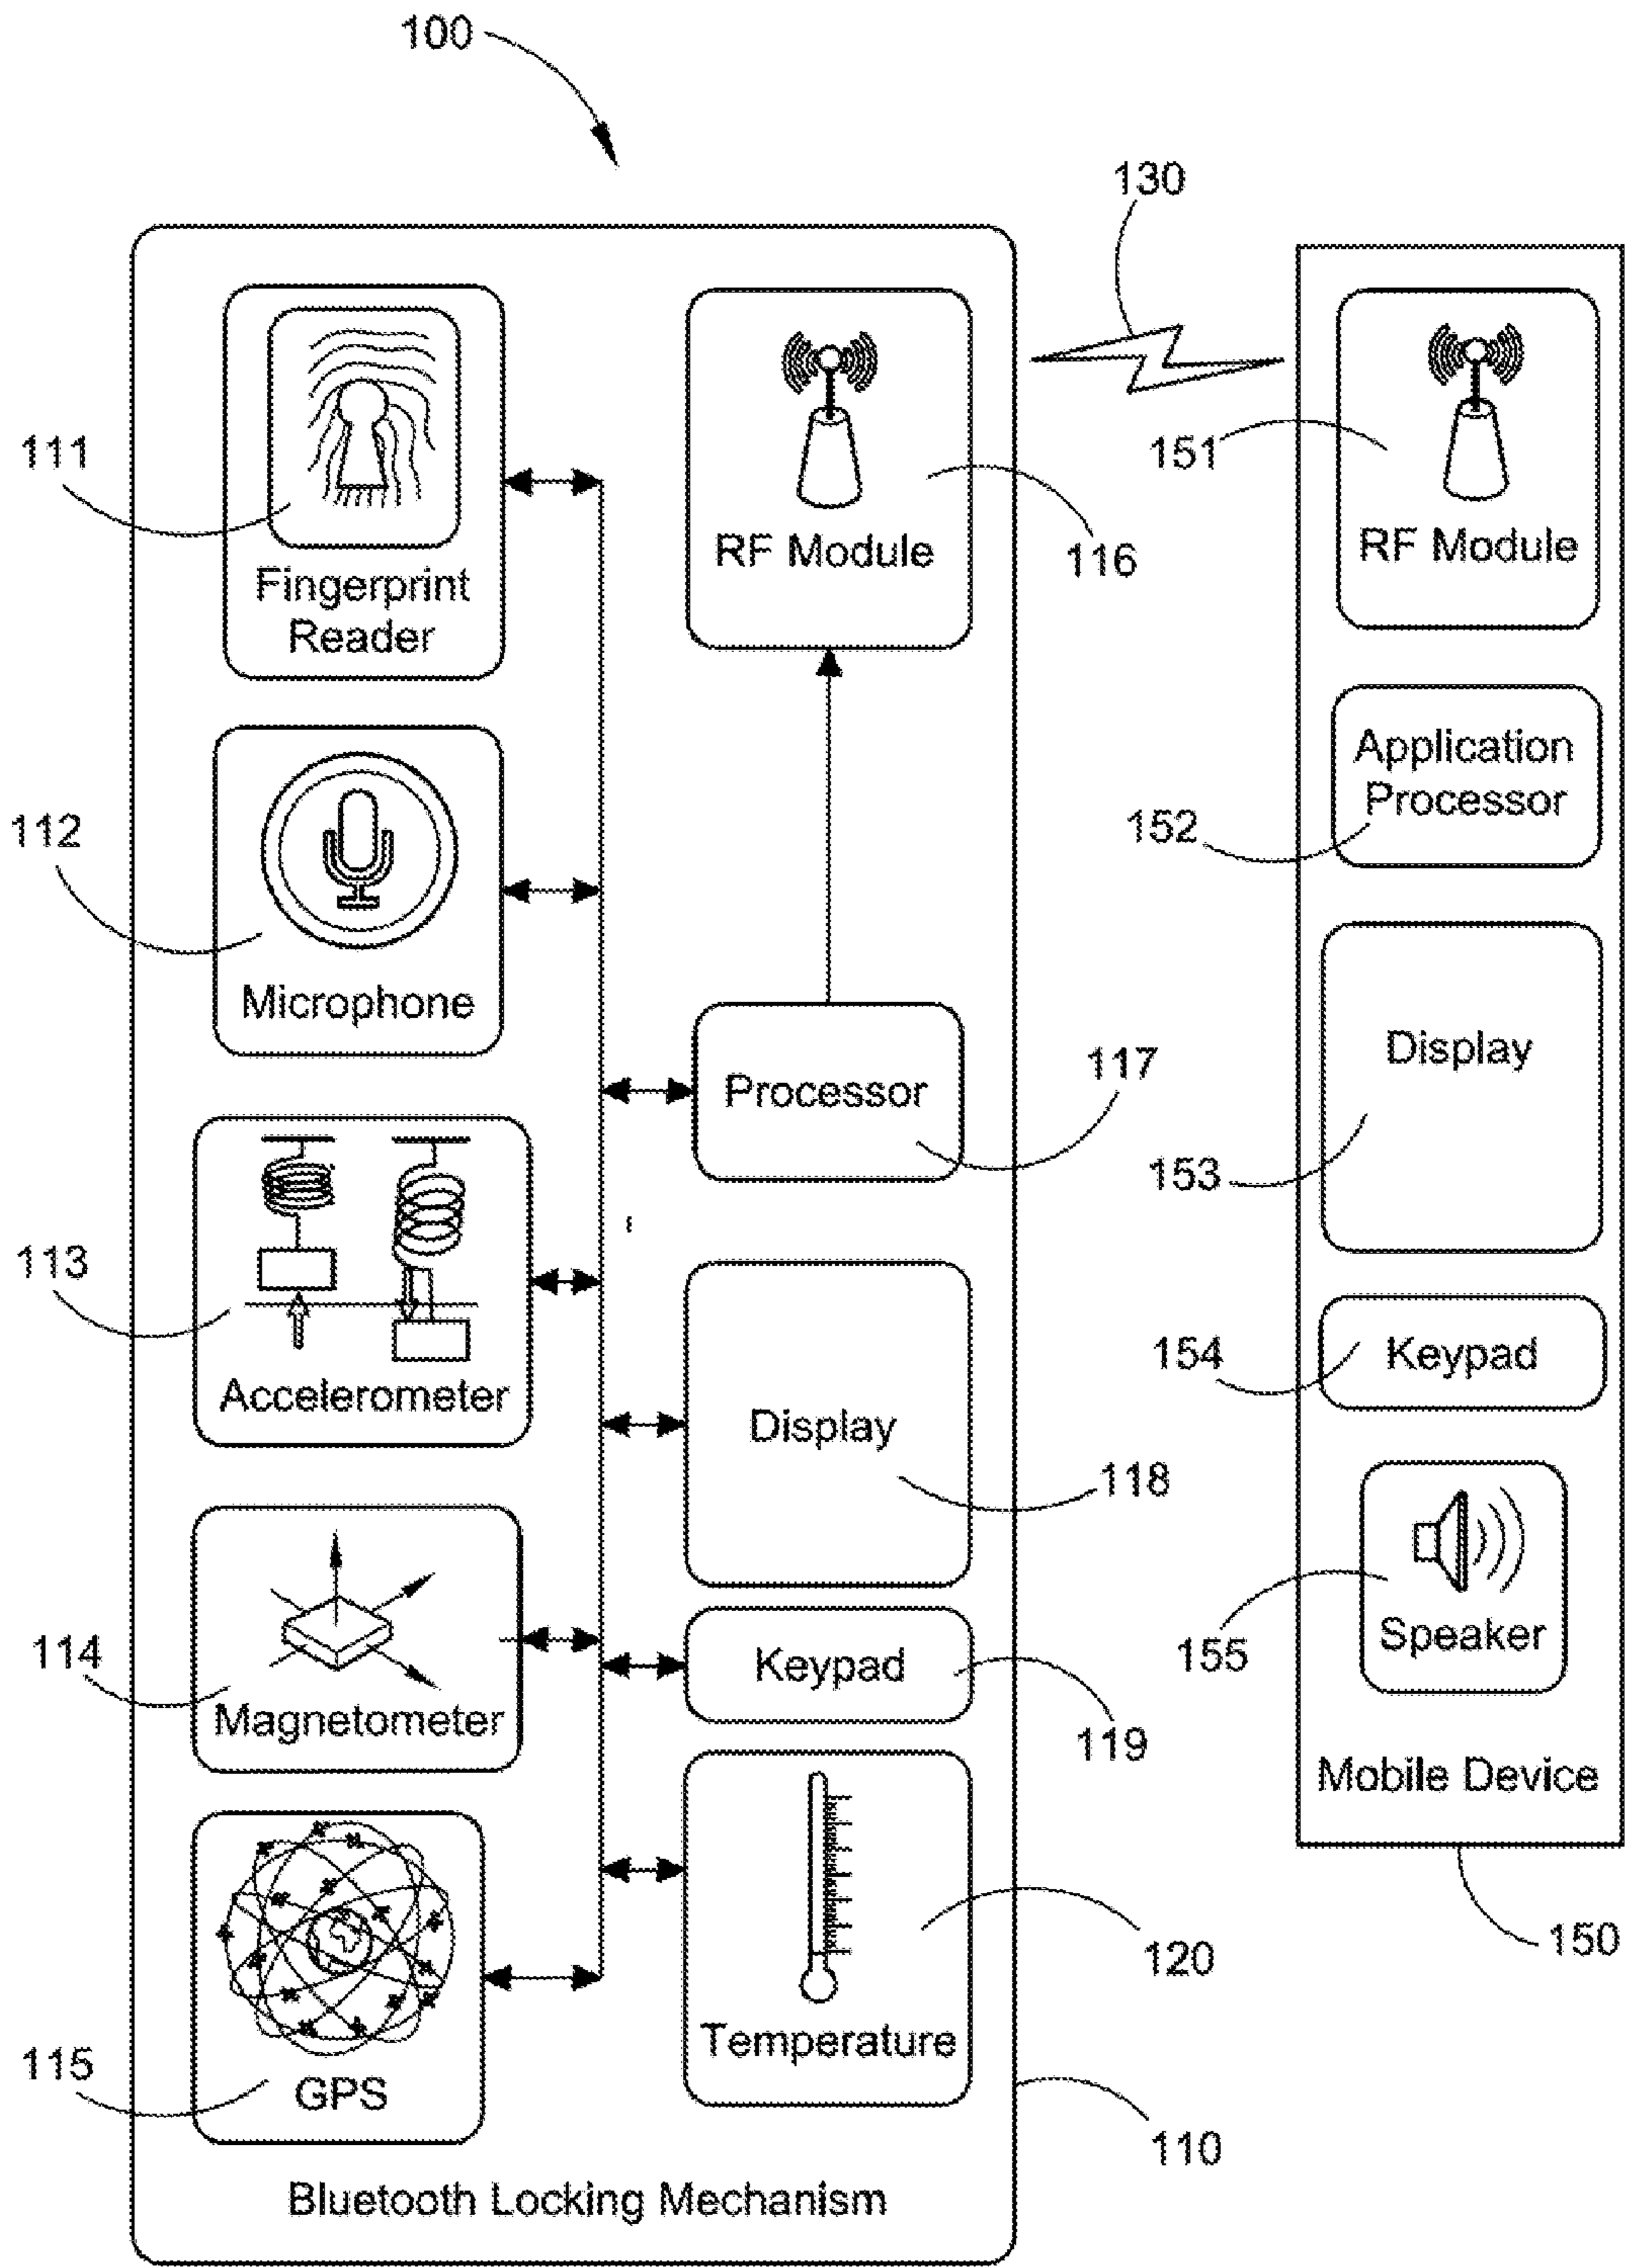 100
130
111
Fingerprint
Reader
RF Module
116
151
RF Module
112
Microphone
152
Application
Processor
Processor
117
Display
153
113
Accelerometer
Display
118
154
Keypad
114
Magnetometer
Keypad
119
155
Speaker
Mobile Device
150
115
GPS
120
Temperature
110
Bluetooth Locking Mechanism